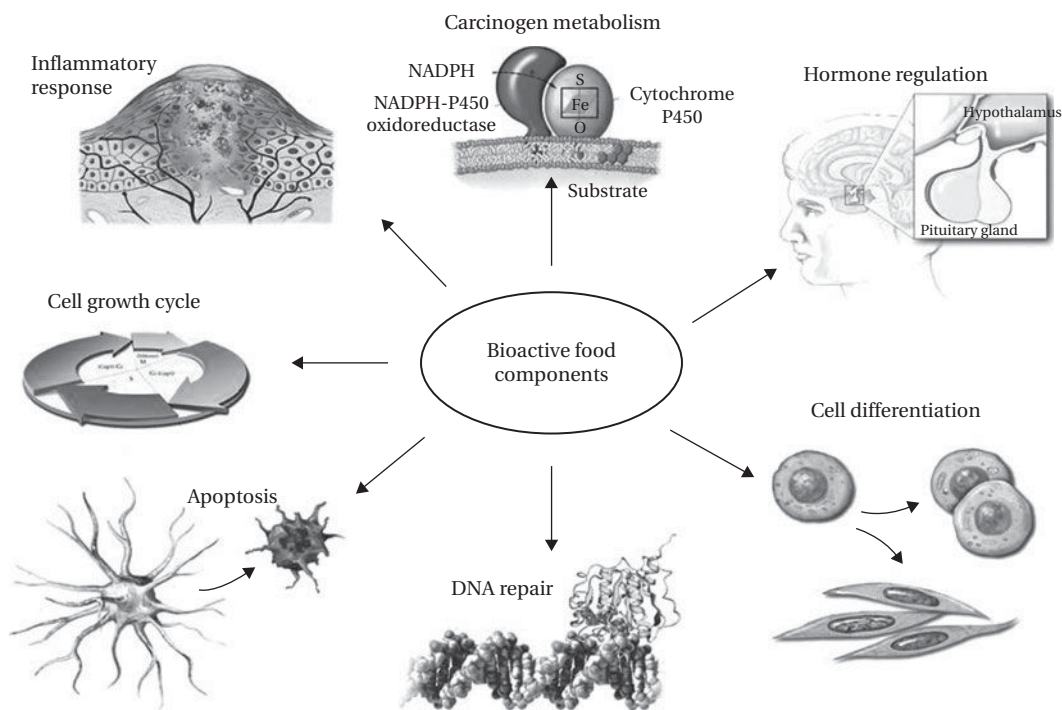 Carcinogen metabolism
Inflammatory
response
NADPH
NADPH-P450
oxidoreductase
S
Fe
O
Cytochrome
P450
Substrate
Hormone regulation
Hypothalamus
Pituitary gland
Cell growth cycle
M
S
Bioactive food
components
Cell differentiation
Apoptosis
DNA repair